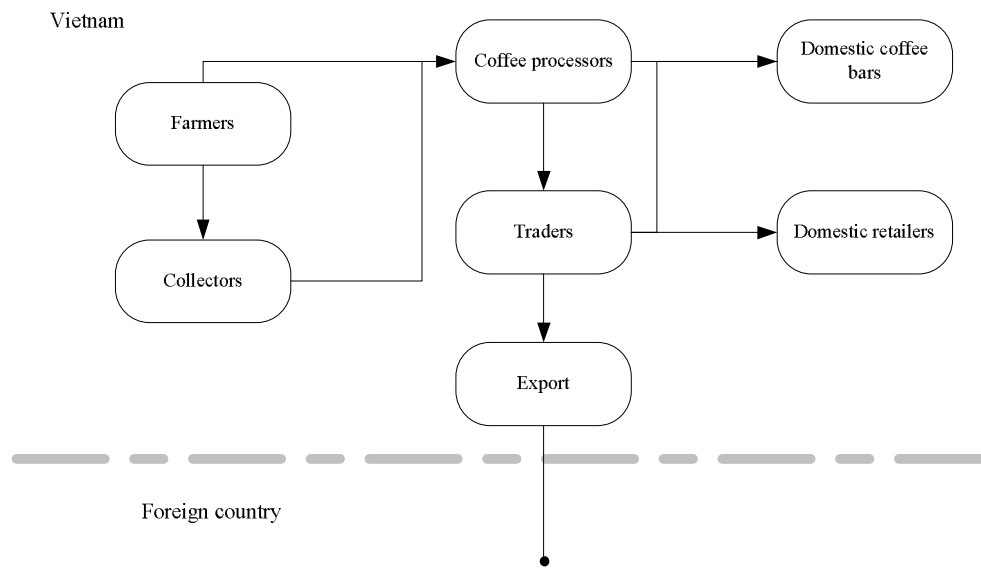 Vietnam
Coffee processors
Domestic coffee
bars
Farmers
Traders
Domestic retailers
Collectors
Export
Foreign country